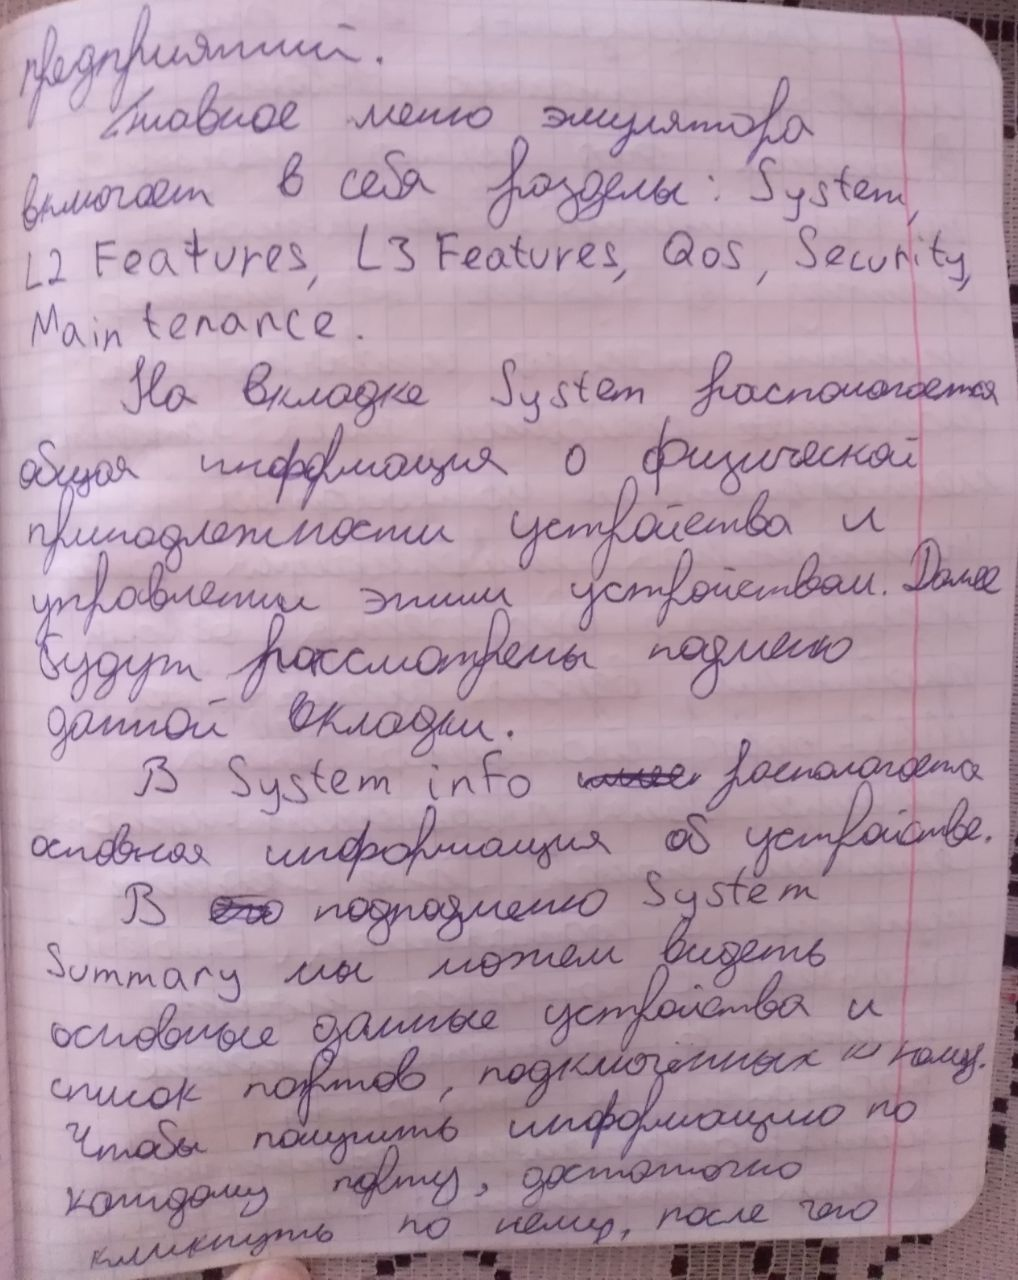 предприятий.
Главное меню эмулятора
включает в себя разделы: System,
L2 Features, L3 Features, QoS, Security,
Maintenance.
На вкладке System распологается
общая информация о физической
принадлежности устройства и
управлении этим устройством. Далее
будут рассмотрены подменю
данной вкладки.
В System info распологается
основная информация об устройстве.
В подподменю System
Summary мы можем видеть
основные данные устройства и
список портов, подключённых к нему.
Чтобы получить информацию по
каждому порту, достаточно
кликнуть по нему, после чего